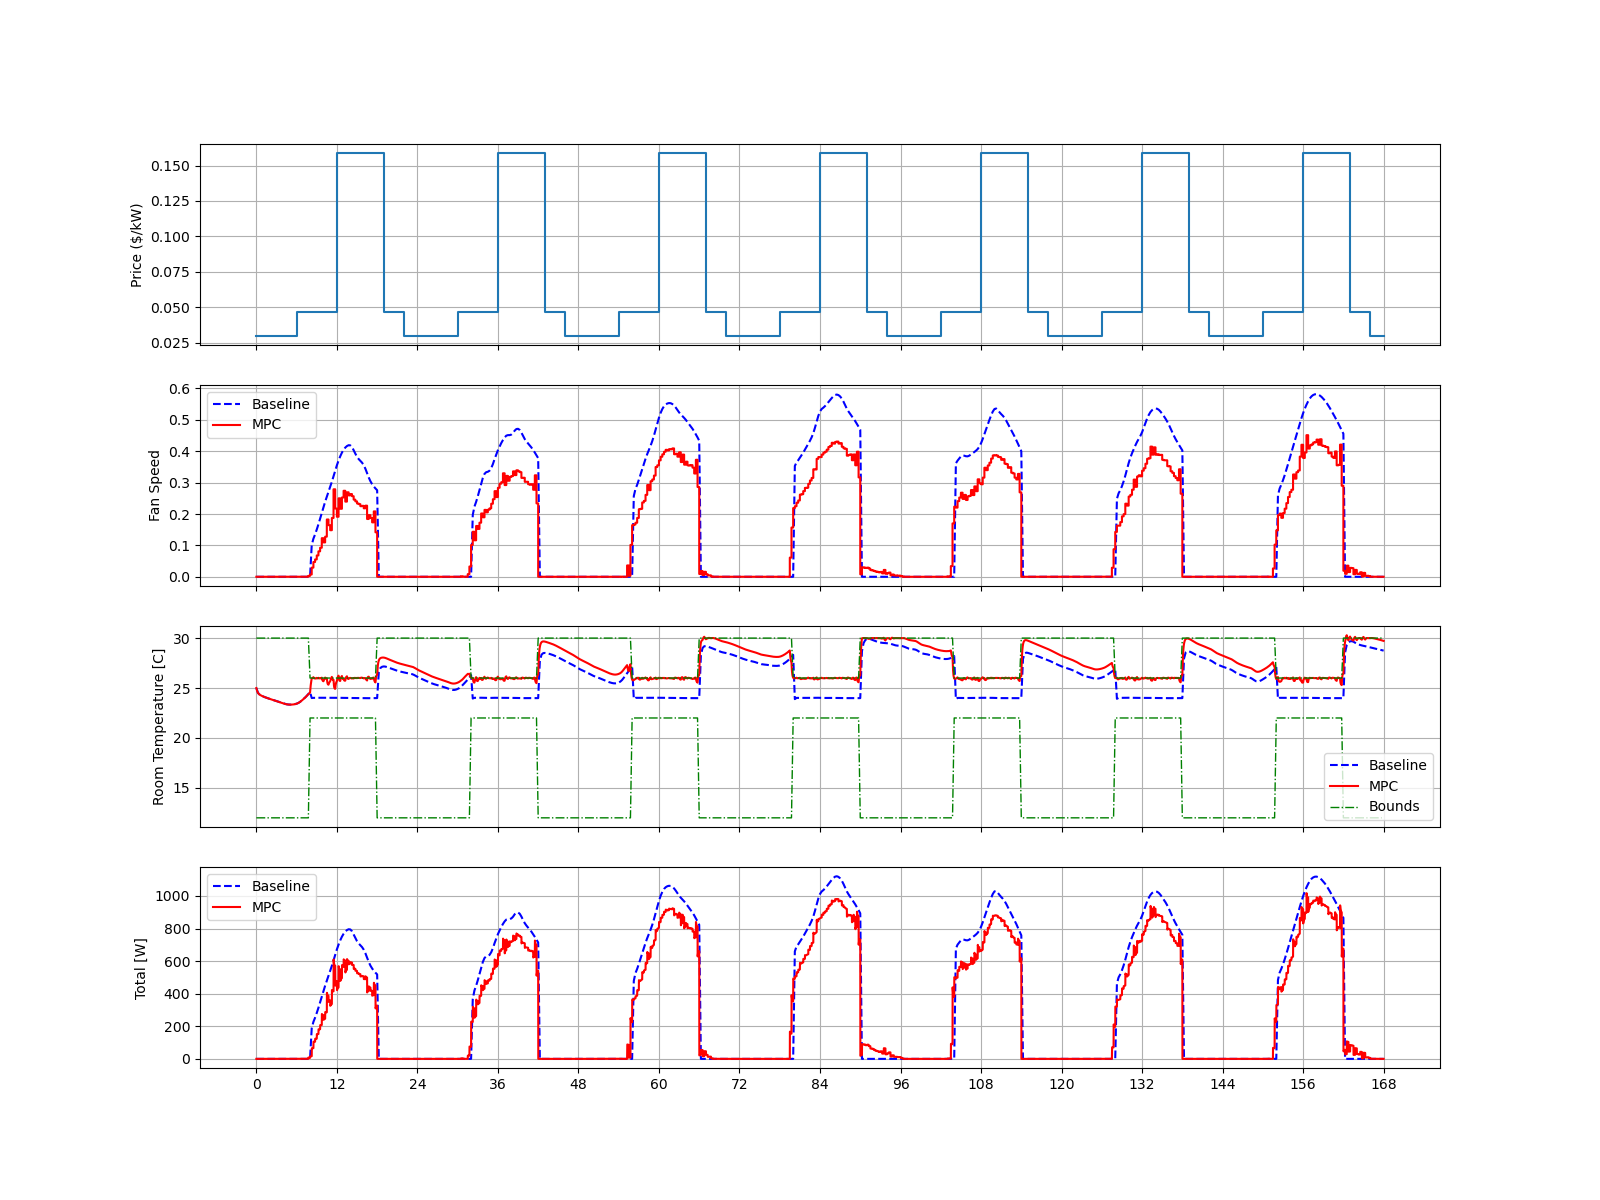 Price ($/kW)
0.150
0.125
0.100
0.075
0.050
0.025
Fan Speed
0.6
0.5
0.4
0.3
0.2
0.1
0.0
Baseline
MPC
Room Temperature [C]
30
25
20
15
Baseline
MPC
Bounds
Total [W]
1000
800
600
400
200
0
Baseline
MPC
0 12 24 36 48 60 72 84 96 108 120 132 144 156 168